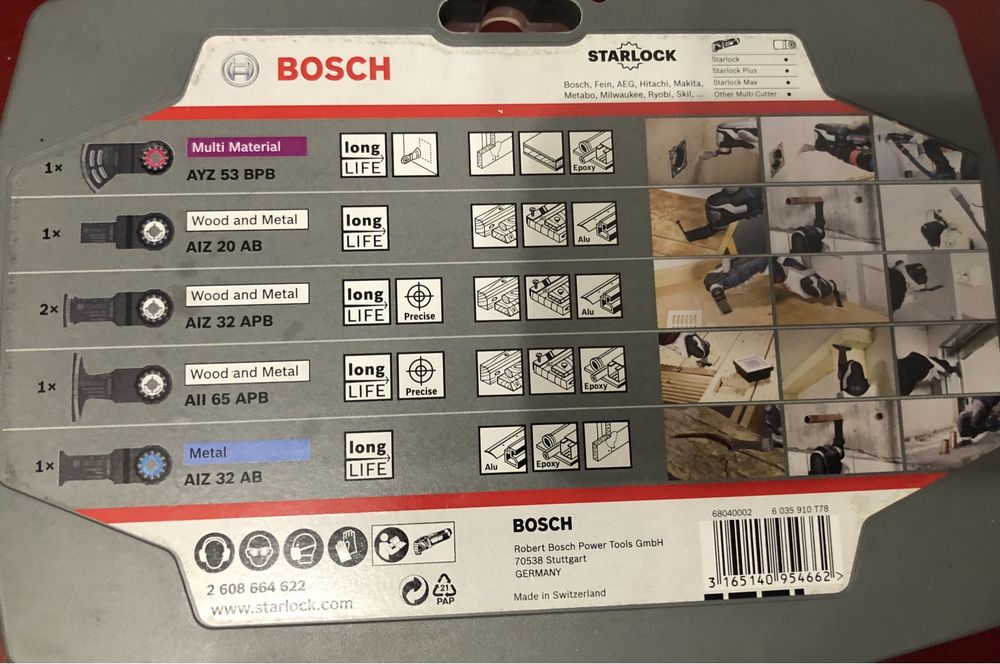 BOSCH
STARLOCK
Bosch, Fein, AEG, Hitachi, Makita,
Metabo, Milwaukee, Ryobi, Skil, ...
Starlock •
Starlock Plus •
Starlock Max •
Other Multi-Cutter •
1× Multi Material
AYZ 53 BPB
long LIFE
Epoxy
1× Wood and Metal
AIZ 20 AB
long LIFE
Alu
2× Wood and Metal
AIZ 32 APB
long LIFE
Precise
Alu
1× Wood and Metal
AII 65 APB
long LIFE
Precise
Epoxy
1× Metal
AIZ 32 AB
long LIFE
Alu
Epoxy
2 608 664 622
www.starlock.com
21
PAP
BOSCH
Robert Bosch Power Tools GmbH
70538 Stuttgart
GERMANY
Made in Switzerland
68040002 6 035 910 T78
3 165140 954662 >